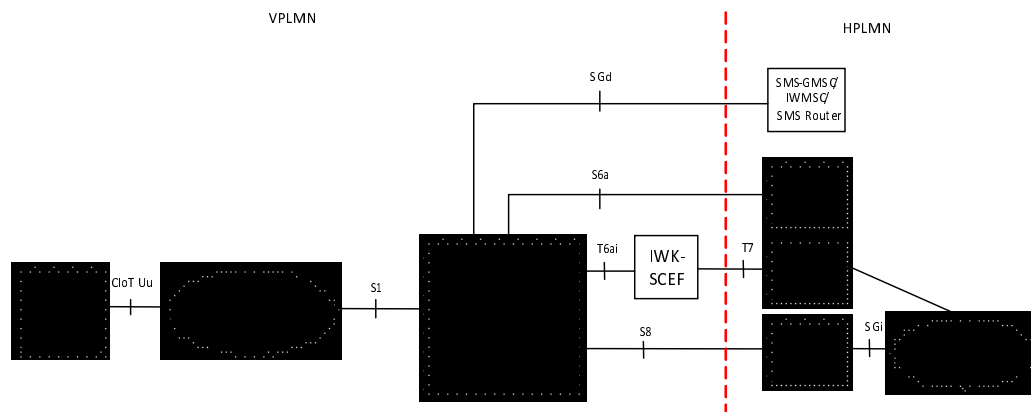 VPLMN
HPLMN
SGd
SMS-GMSC/
IWMSC/
SMS Router
S6a
T6ai
IWK-
SCEF
T7
CIoT Uu
S1
S8
SGi